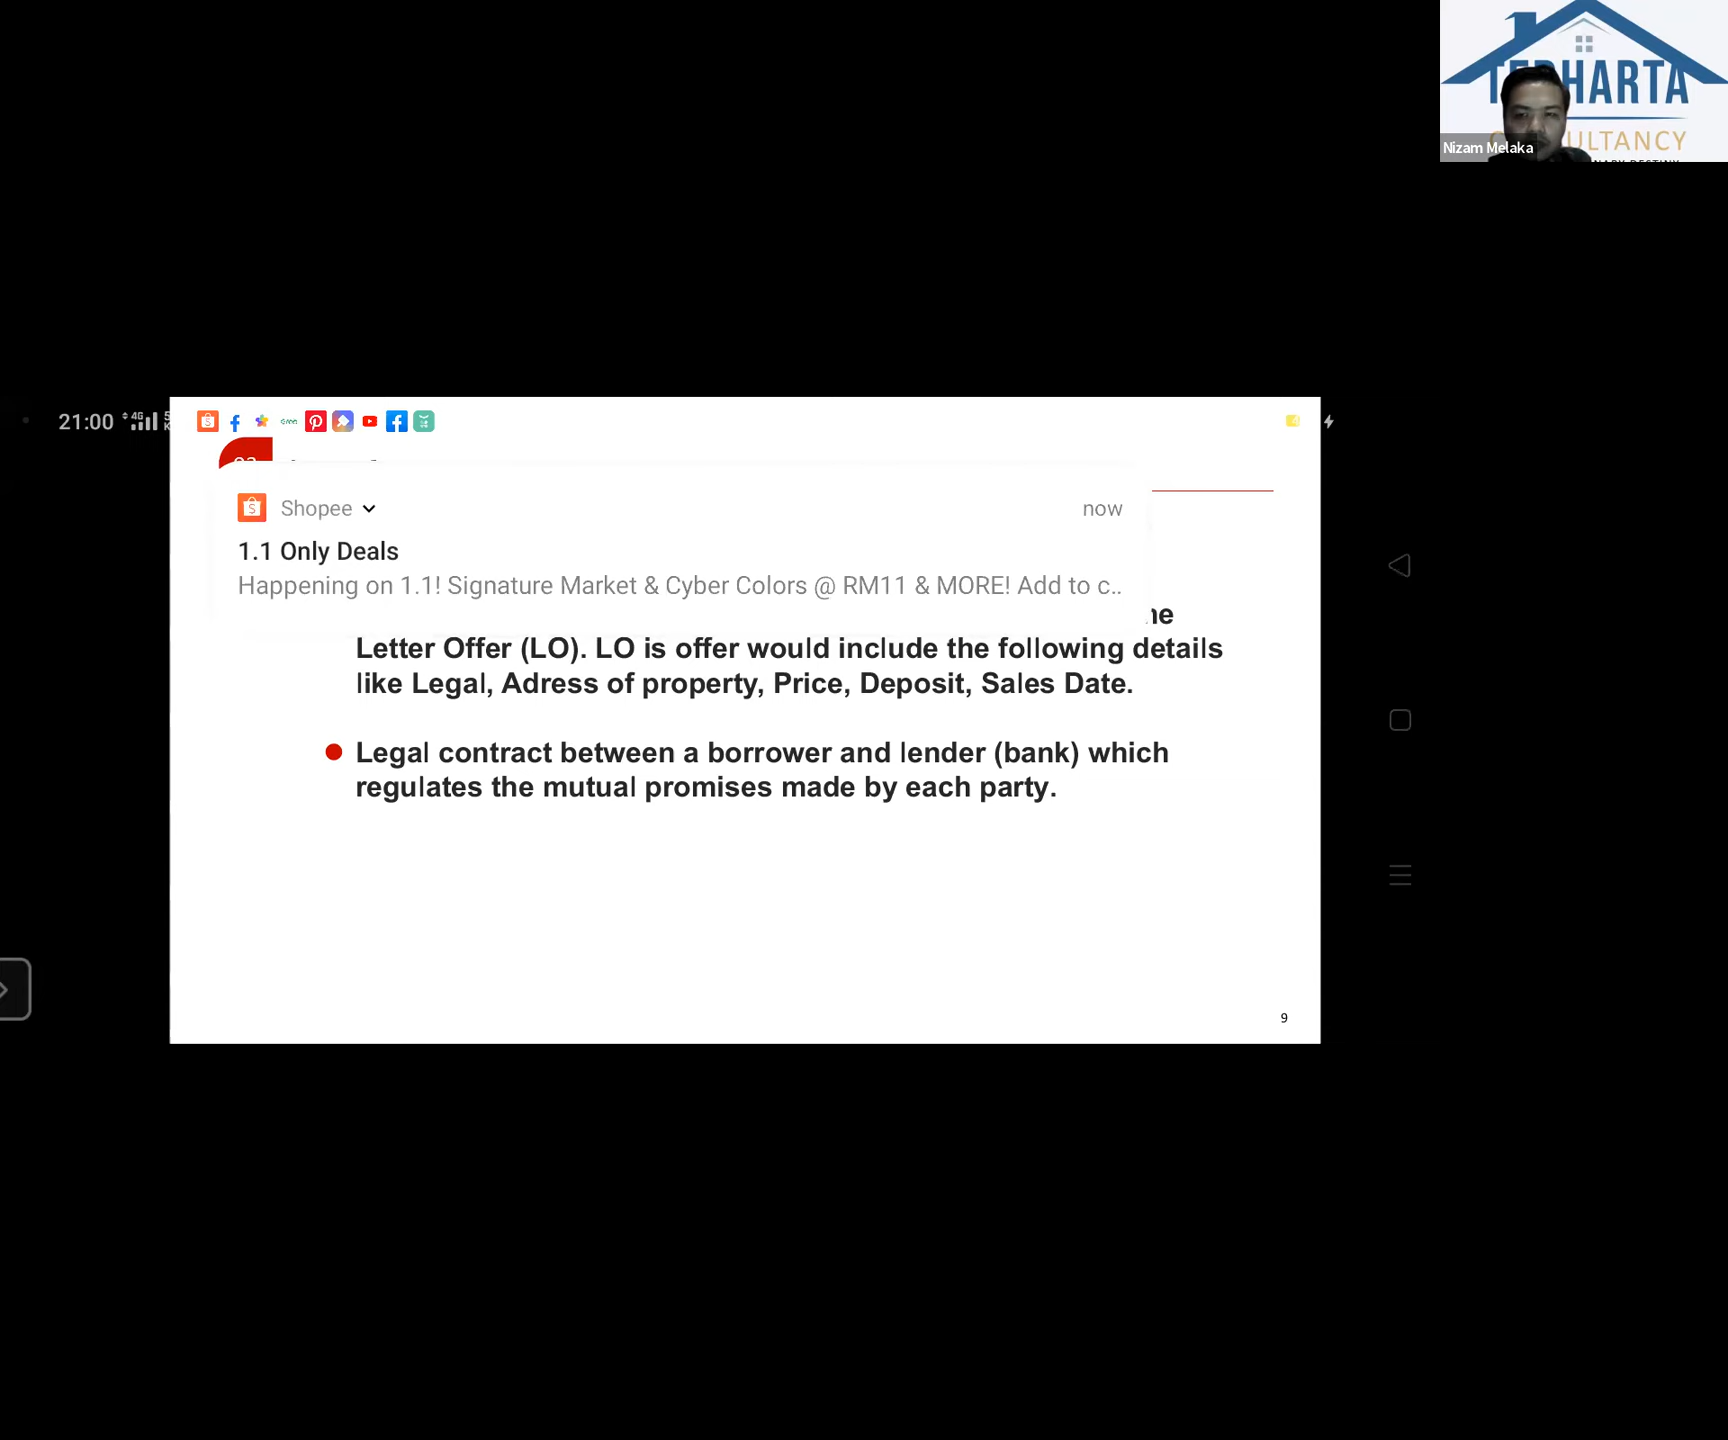 HARTA
ULTANCY
Nizam Melaka
21:00
4G
Shopee
now
1.1 Only Deals
Happening on 1.1! Signature Market & Cyber Colors @ RM11 & MORE! Add to c..
Letter Offer (LO). LO is offer would include the following details
like Legal, Adress of property, Price, Deposit, Sales Date.
Legal contract between a borrower and lender (bank) which
regulates the mutual promises made by each party.
9